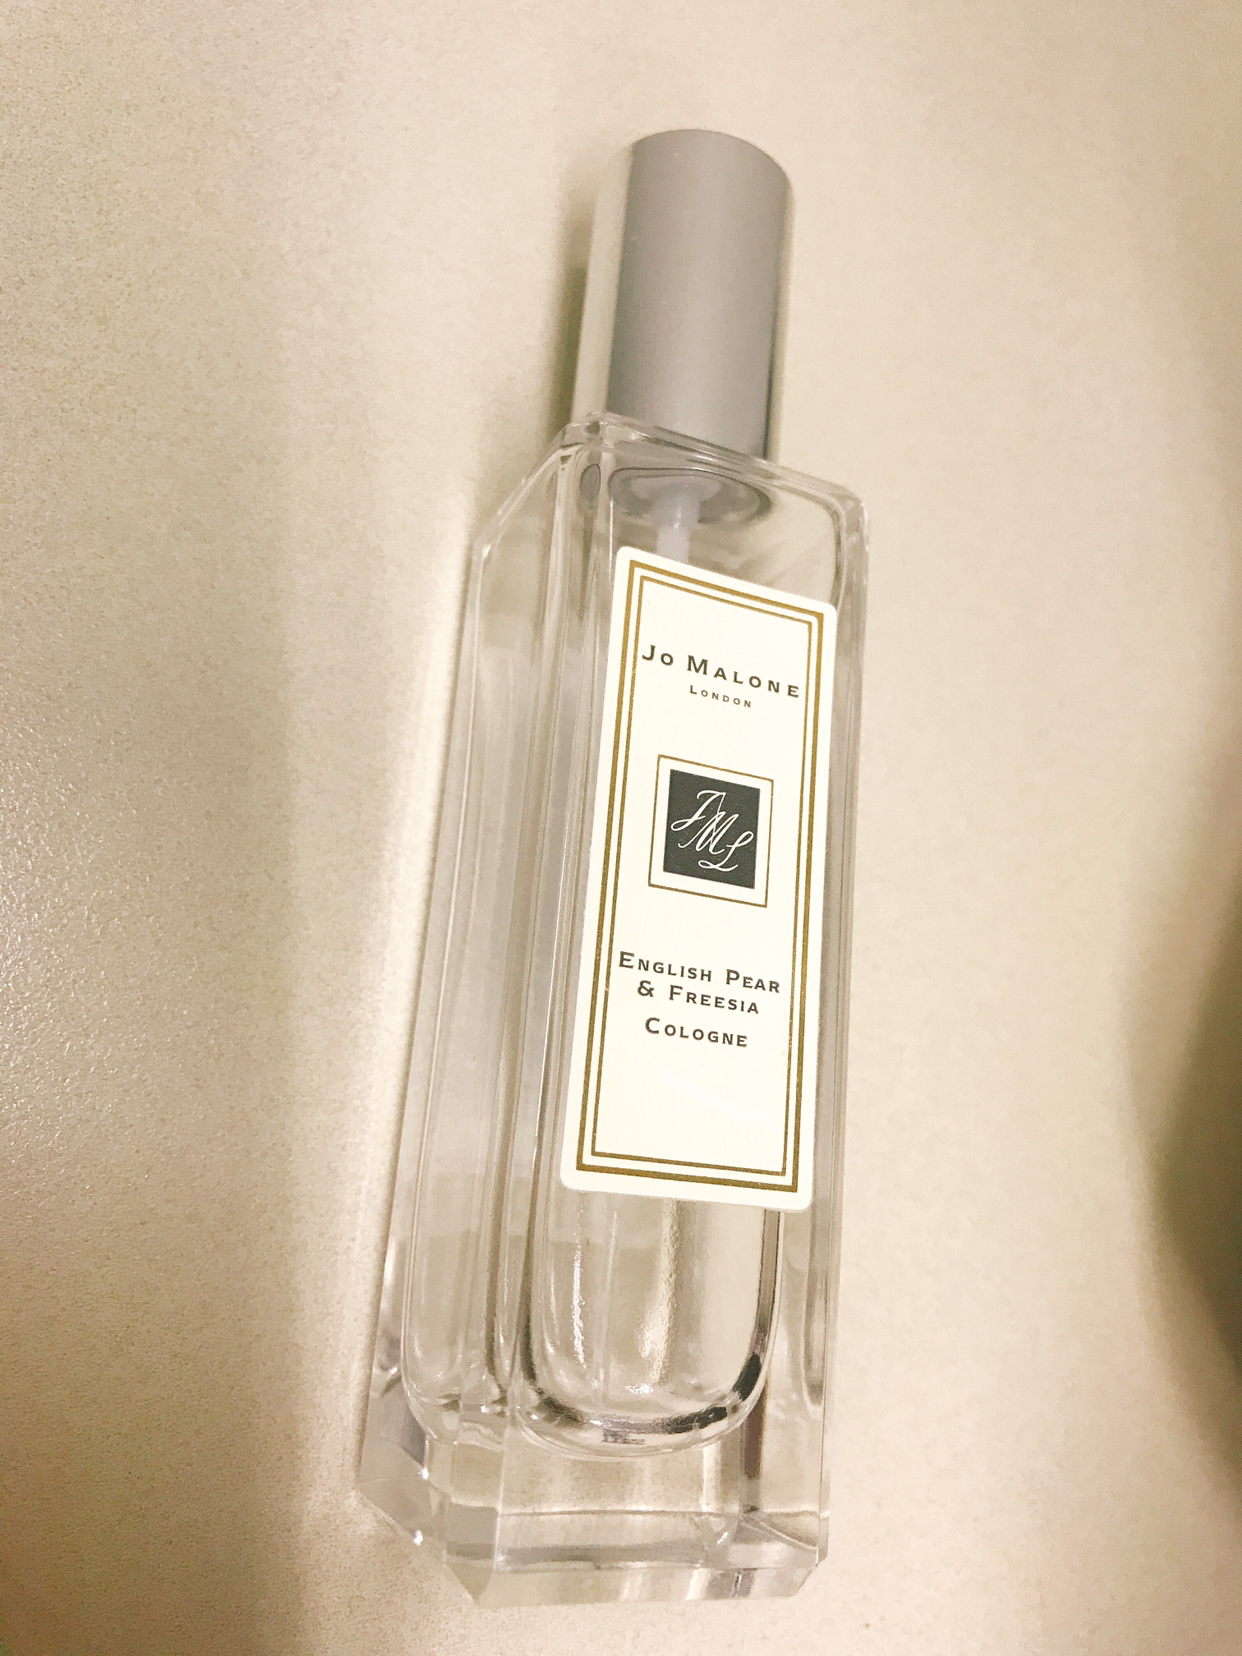 Jo Malone
London
JML
English Pear
& Freesia
Cologne